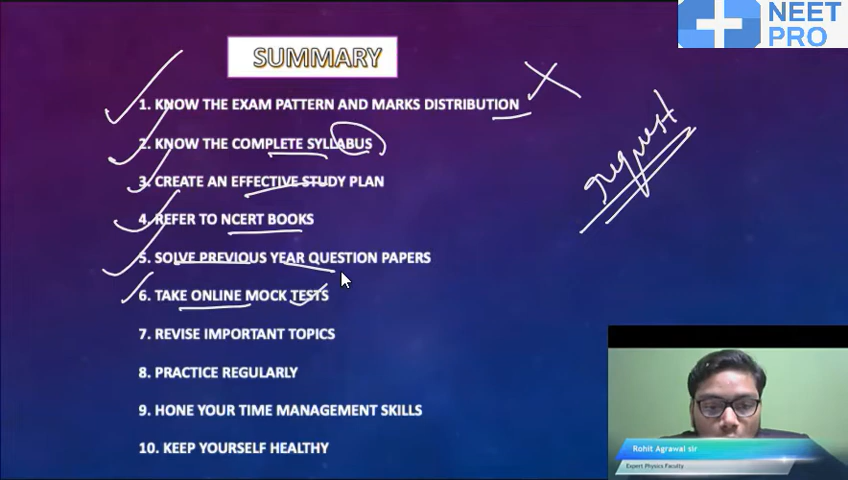 NEET
PRO
SUMMARY
1. KNOW THE EXAM PATTERN AND MARKS DISTRIBUTION
2. KNOW THE COMPLETE SYLLABUS
3. CREATE AN EFFECTIVE STUDY PLAN
4. REFER TO NCERT BOOKS
5. SOLVE PREVIOUS YEAR QUESTION PAPERS
6. TAKE ONLINE MOCK TESTS
7. REVISE IMPORTANT TOPICS
8. PRACTICE REGULARLY
9. HONE YOUR TIME MANAGEMENT SKILLS
10. KEEP YOURSELF HEALTHY
request
Rohit Agrawal sir
Expert Physics Faculty